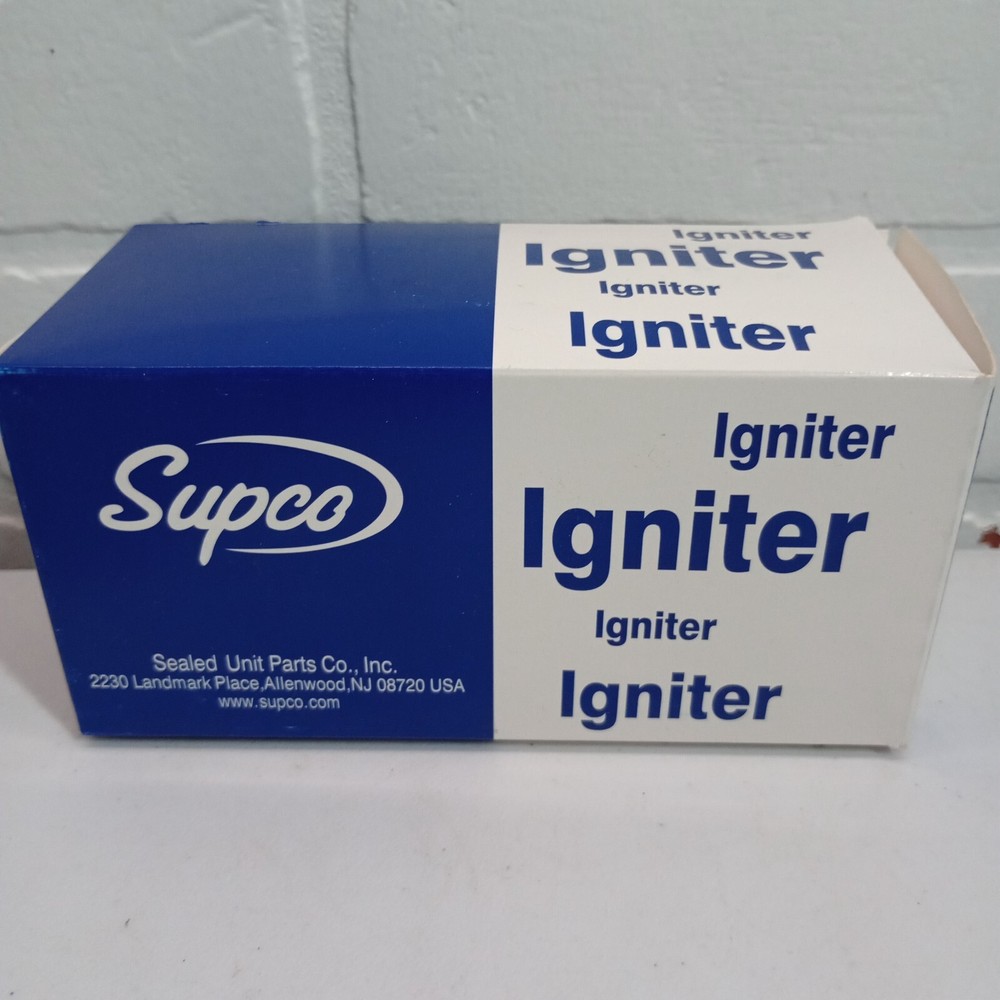 Igniter
Igniter
Igniter
Igniter
Supco
Sealed Unit Parts Co., Inc.
2230 Landmark Place,Allenwood,NJ 08720 USA
www.supco.com
Igniter
Igniter
Igniter
Igniter